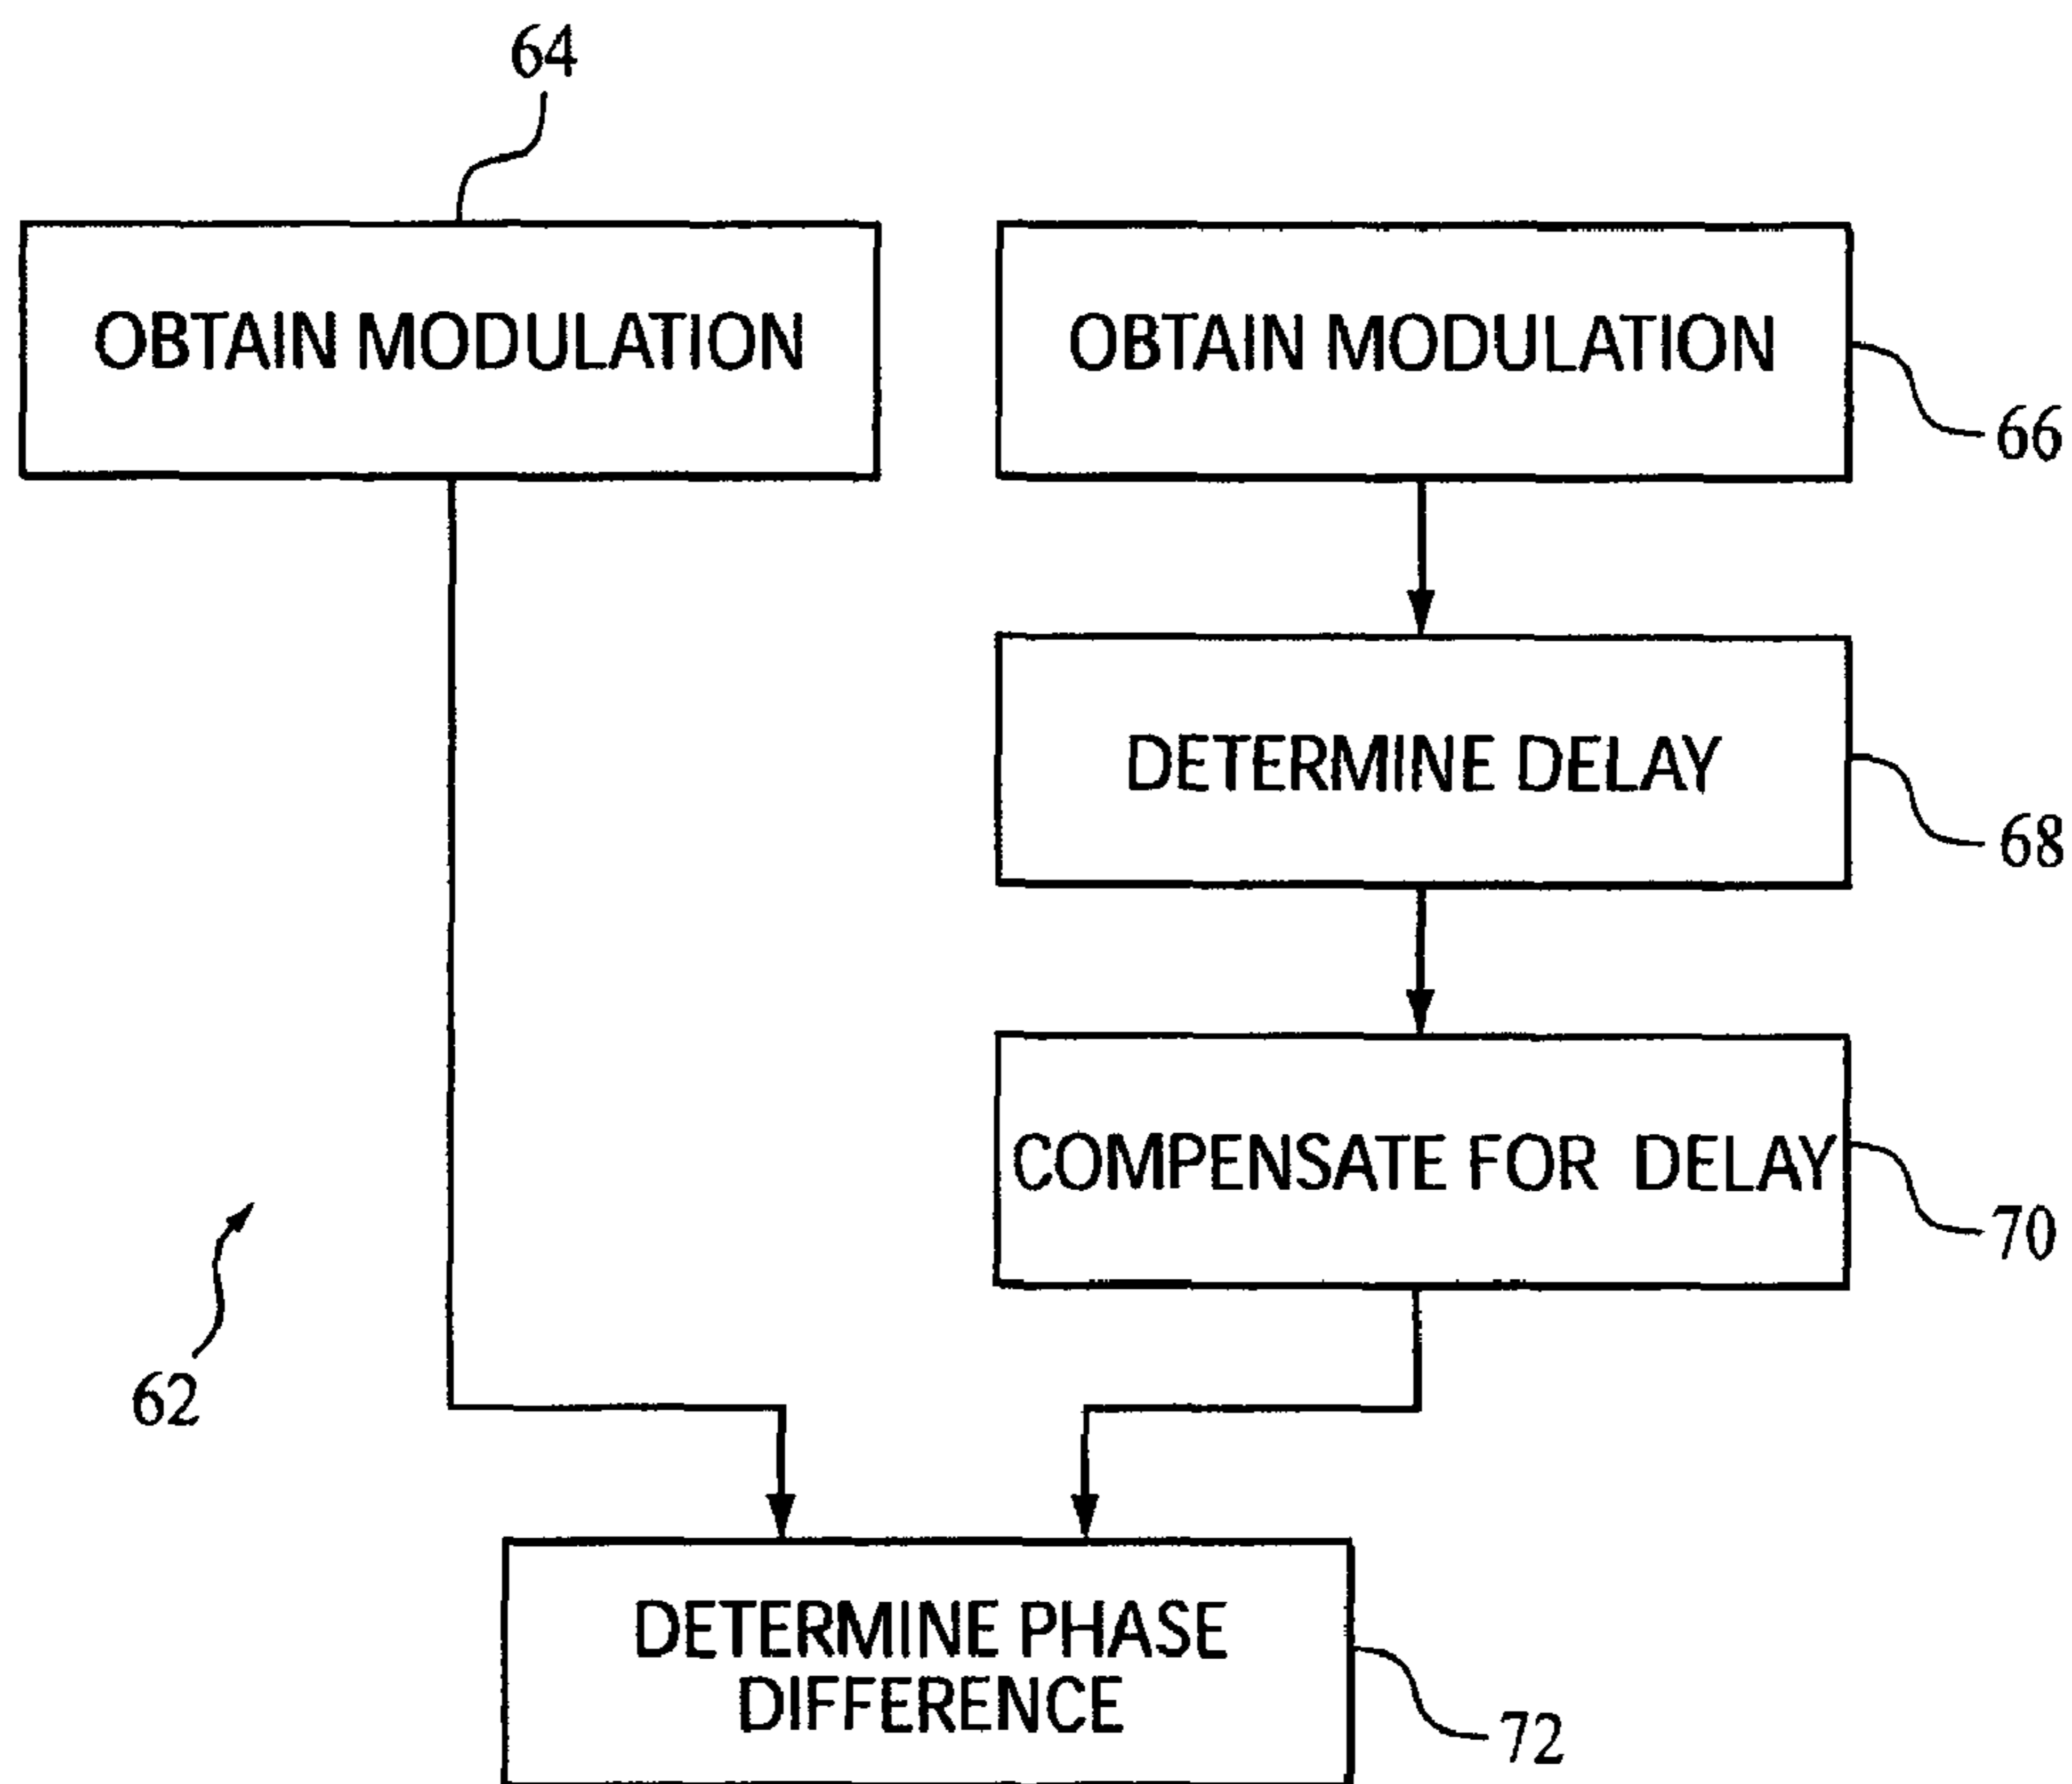 64
OBTAIN MODULATION
OBTAIN MODULATION
66
DETERMINE DELAY
68
COMPENSATE FOR DELAY
70
62
DETERMINE PHASE
DIFFERENCE
72